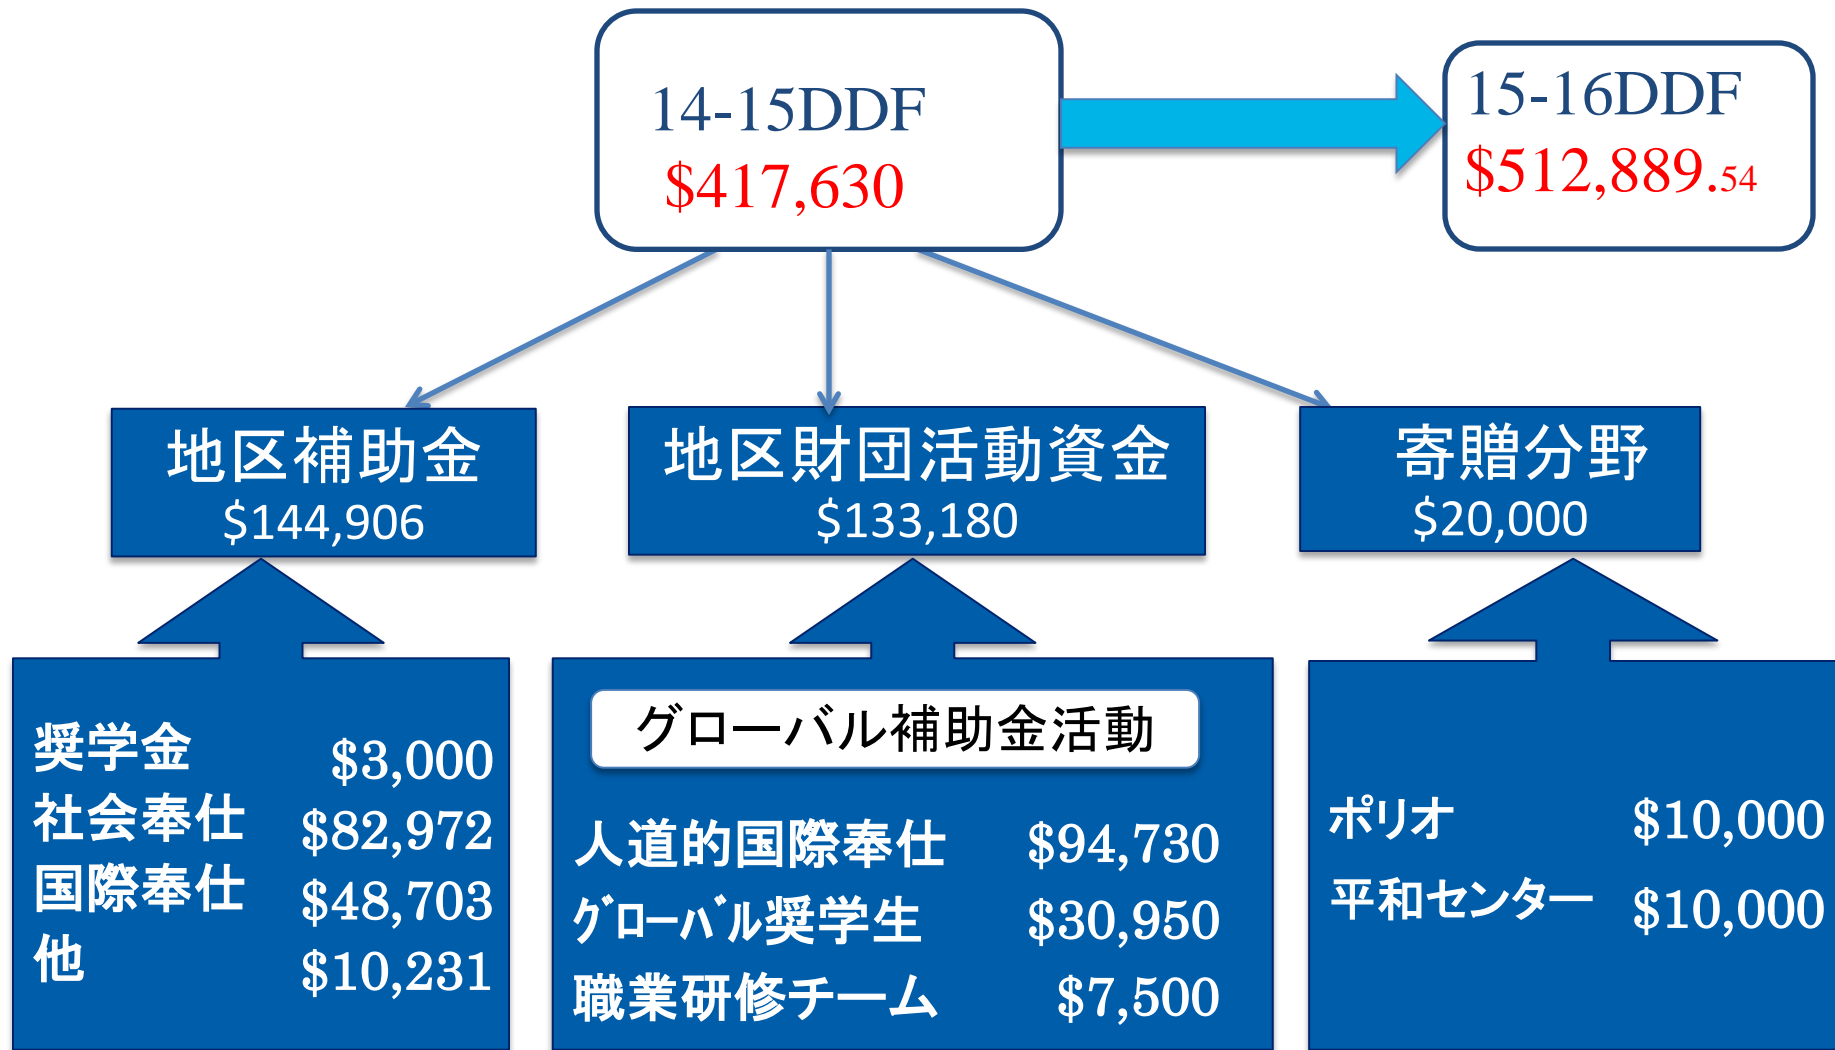 14-15DDF
$417,630
15-16DDF
$512,889.54
地区補助金
$144,906
地区財団活動資金
$133,180
寄贈分野
$20,000
奨学金 $3,000
社会奉仕 $82,972
国際奉仕 $48,703
他 $10,231
グローバル補助金活動
人道的国際奉仕 $94,730
グローバル奨学生 $30,950
職業研修チーム $7,500
ポリオ $10,000
平和センター $10,000